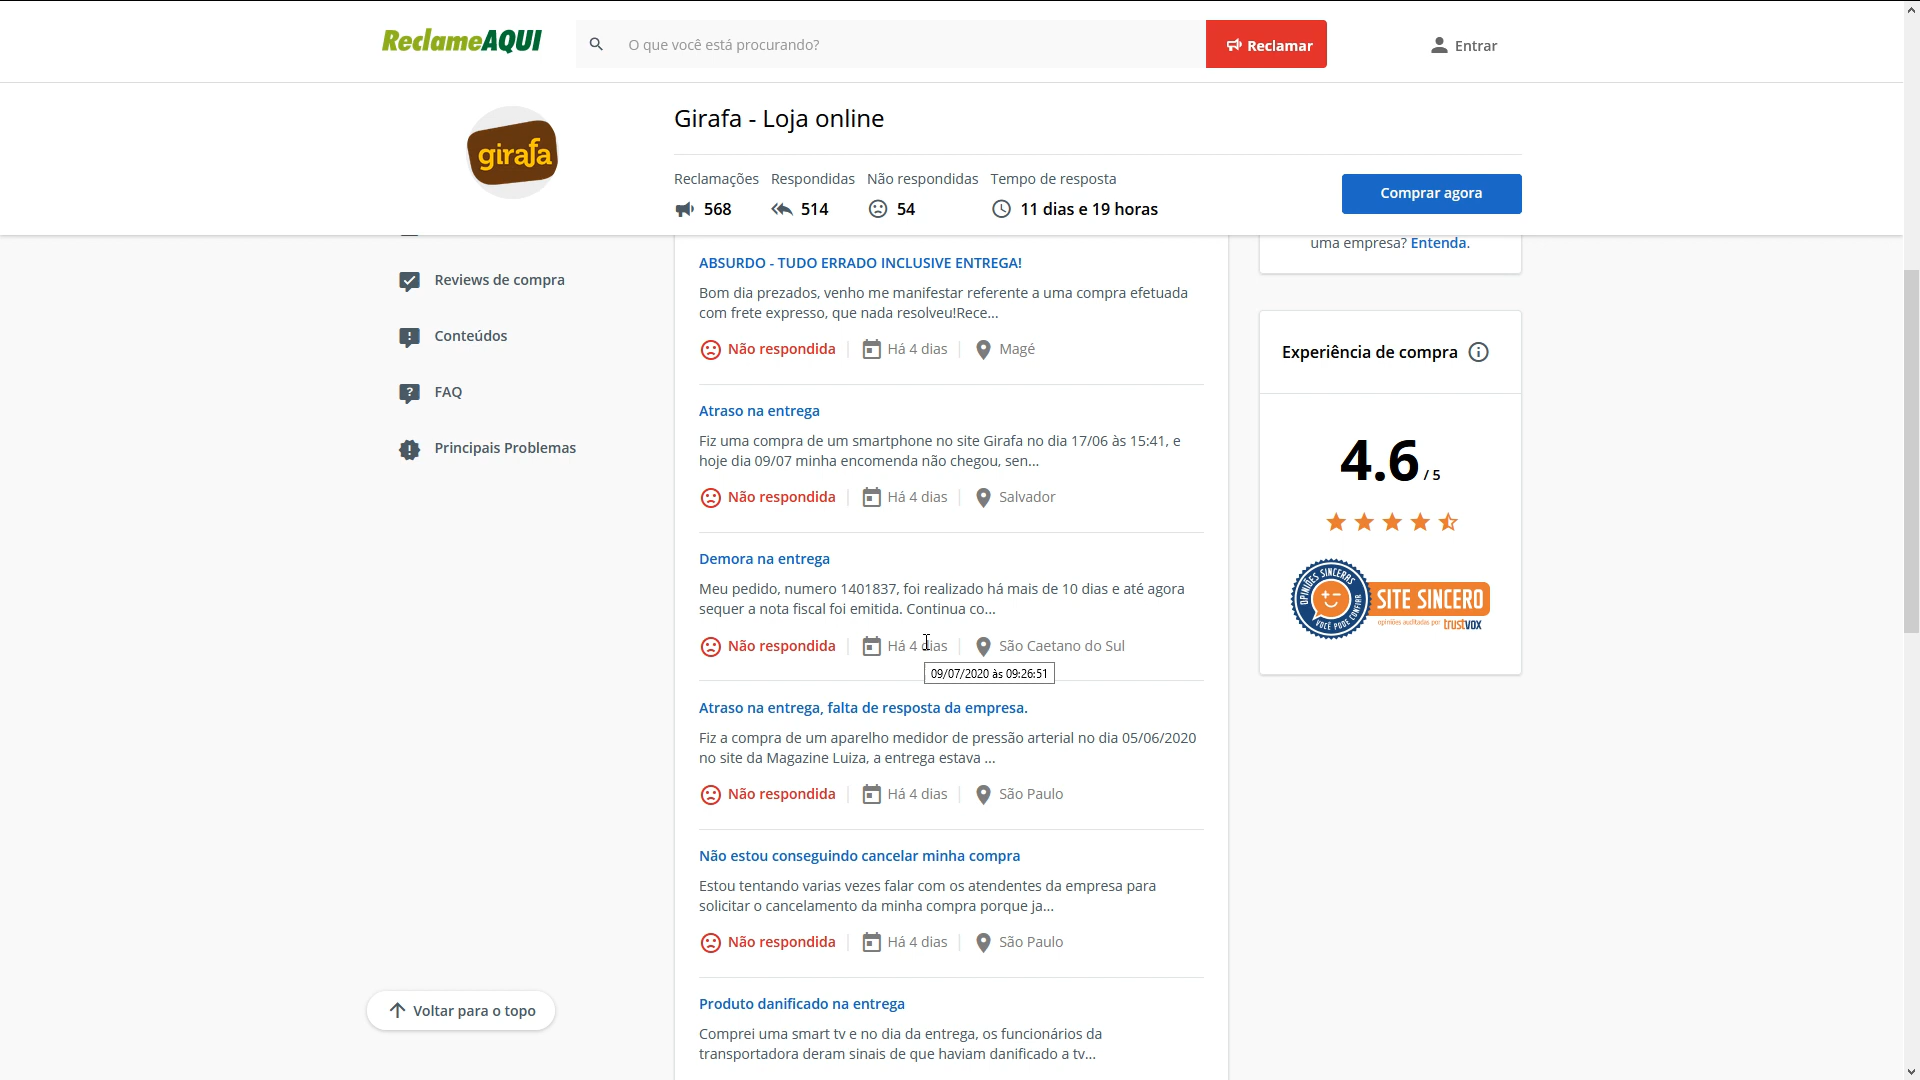 ReclameAQUI
O que você está procurando?
Reclamar
Entrar
girafa
Girafa - Loja online
Reclamações Respondidas Não respondidas Tempo de resposta
568 514 54 11 dias e 19 horas
Comprar agora
uma empresa? Entenda.
Reviews de compra
Conteúdos
FAQ
Principais Problemas
ABSURDO - TUDO ERRADO INCLUSIVE ENTREGA!
Bom dia prezados, venho me manifestar referente a uma compra efetuada
com frete expresso, que nada resolveu!Rece...
Não respondida Há 4 dias Magé
Atraso na entrega
Fiz uma compra de um smartphone no site Girafa no dia 17/06 às 15:41, e
hoje dia 09/07 minha encomenda não chegou, sen...
Não respondida Há 4 dias Salvador
Demora na entrega
Meu pedido, numero 1401837, foi realizado há mais de 10 dias e até agora
sequer a nota fiscal foi emitida. Continua co...
Não respondida Há 4 dias São Caetano do Sul
09/07/2020 às 09:26:51
Atraso na entrega, falta de resposta da empresa.
Fiz a compra de um aparelho medidor de pressão arterial no dia 05/06/2020
no site da Magazine Luiza, a entrega estava ...
Não respondida Há 4 dias São Paulo
Não estou conseguindo cancelar minha compra
Estou tentando varias vezes falar com os atendentes da empresa para
solicitar o cancelamento da minha compra porque ja...
Não respondida Há 4 dias São Paulo
Produto danificado na entrega
Comprei uma smart tv e no dia da entrega, os funcionários da
transportadora deram sinais de que haviam danificado a tv...
Experiência de compra
4.6 / 5
OPINIÕES SINCERAS
VOCÊ PODE CONFIAR
SITE SINCERO
opiniões auditadas por trustvox
Voltar para o topo